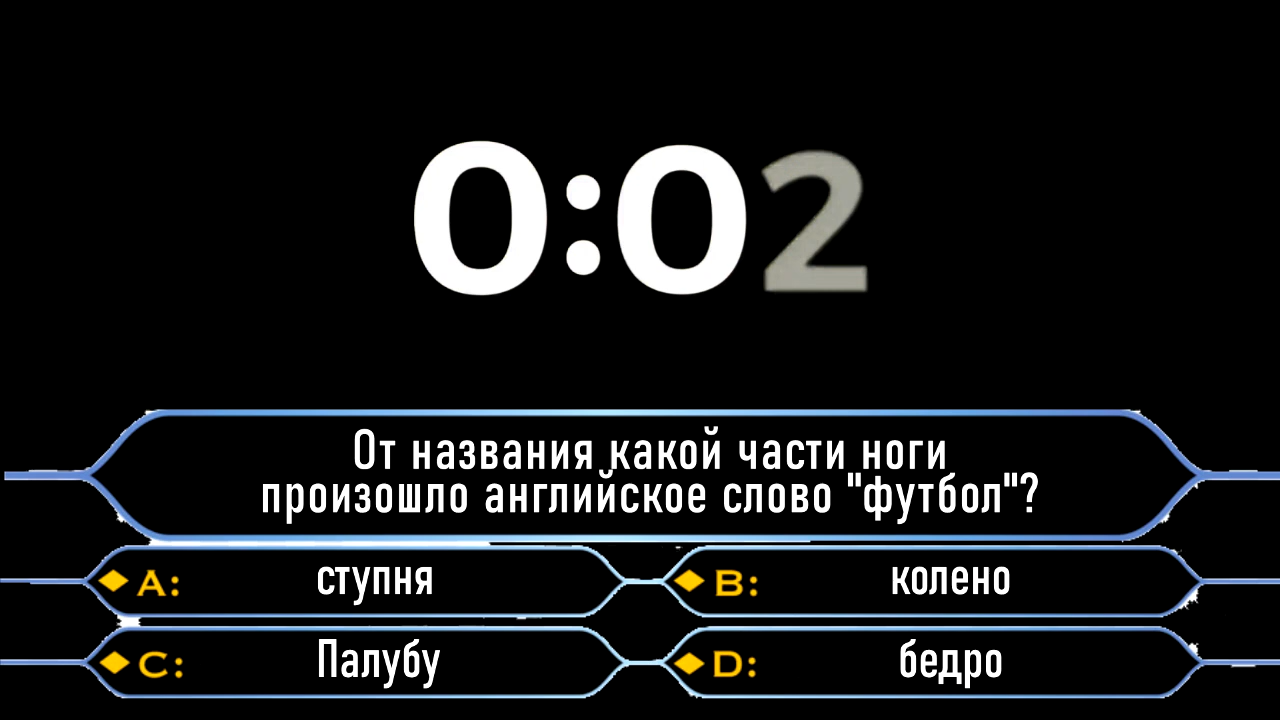 0:02
От названия какой части ноги
произошло английское слово "футбол"?
A: ступня
B: колено
C: Палубу
D: бедро